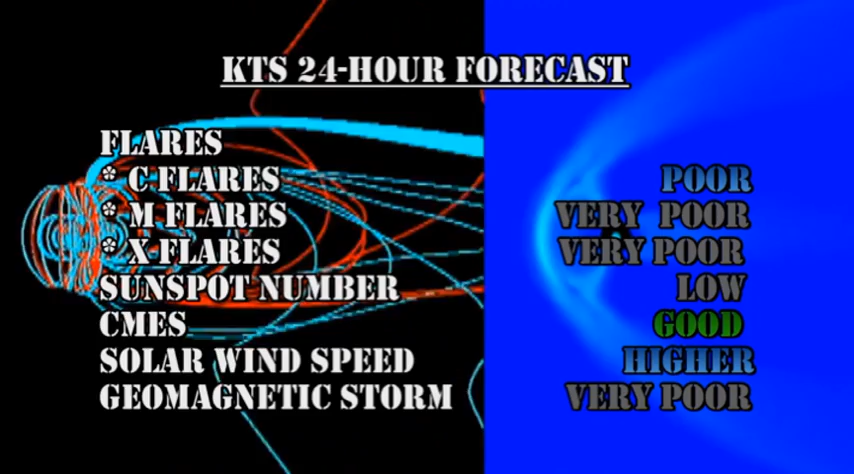 KTS 24-HOUR FORECAST
FLARES
* C FLARES POOR
* M FLARES VERY POOR
* X FLARES VERY POOR
SUNSPOT NUMBER LOW
CMES GOOD
SOLAR WIND SPEED HIGHER
GEOMAGNETIC STORM VERY POOR